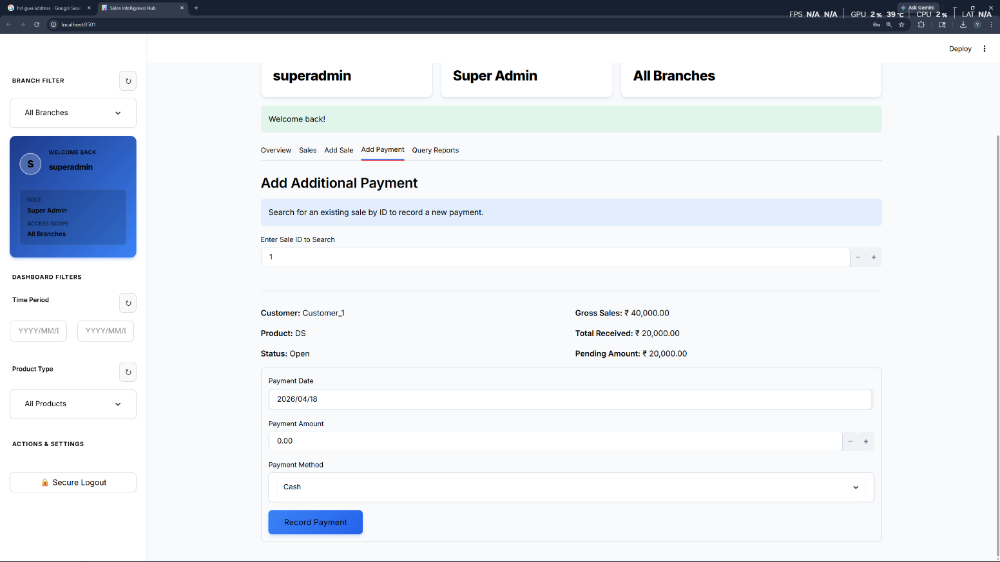 hcl guvi address - Google Sear
Sales Intelligence Hub
Ask Gemini
FPS N/A N/A GPU 2 % 39 °C CPU 2 % LAT N/A
localhost:8501
Y
Deploy
BRANCH FILTER
↻
All Branches
S
WELCOME BACK
superadmin
ROLE
Super Admin
ACCESS SCOPE
All Branches
DASHBOARD FILTERS
Time Period
↻
YYYY/MM/
YYYY/MM/
Product Type
↻
All Products
ACTIONS & SETTINGS
🔒 Secure Logout
superadmin
Super Admin
All Branches
Welcome back!
Overview Sales Add Sale Add Payment Query Reports
Add Additional Payment
Search for an existing sale by ID to record a new payment.
Enter Sale ID to Search
1
− +
Customer: Customer_1
Gross Sales: ₹ 40,000.00
Product: DS
Total Received: ₹ 20,000.00
Status: Open
Pending Amount: ₹ 20,000.00
Payment Date
2026/04/18
Payment Amount
0.00
− +
Payment Method
Cash
Record Payment